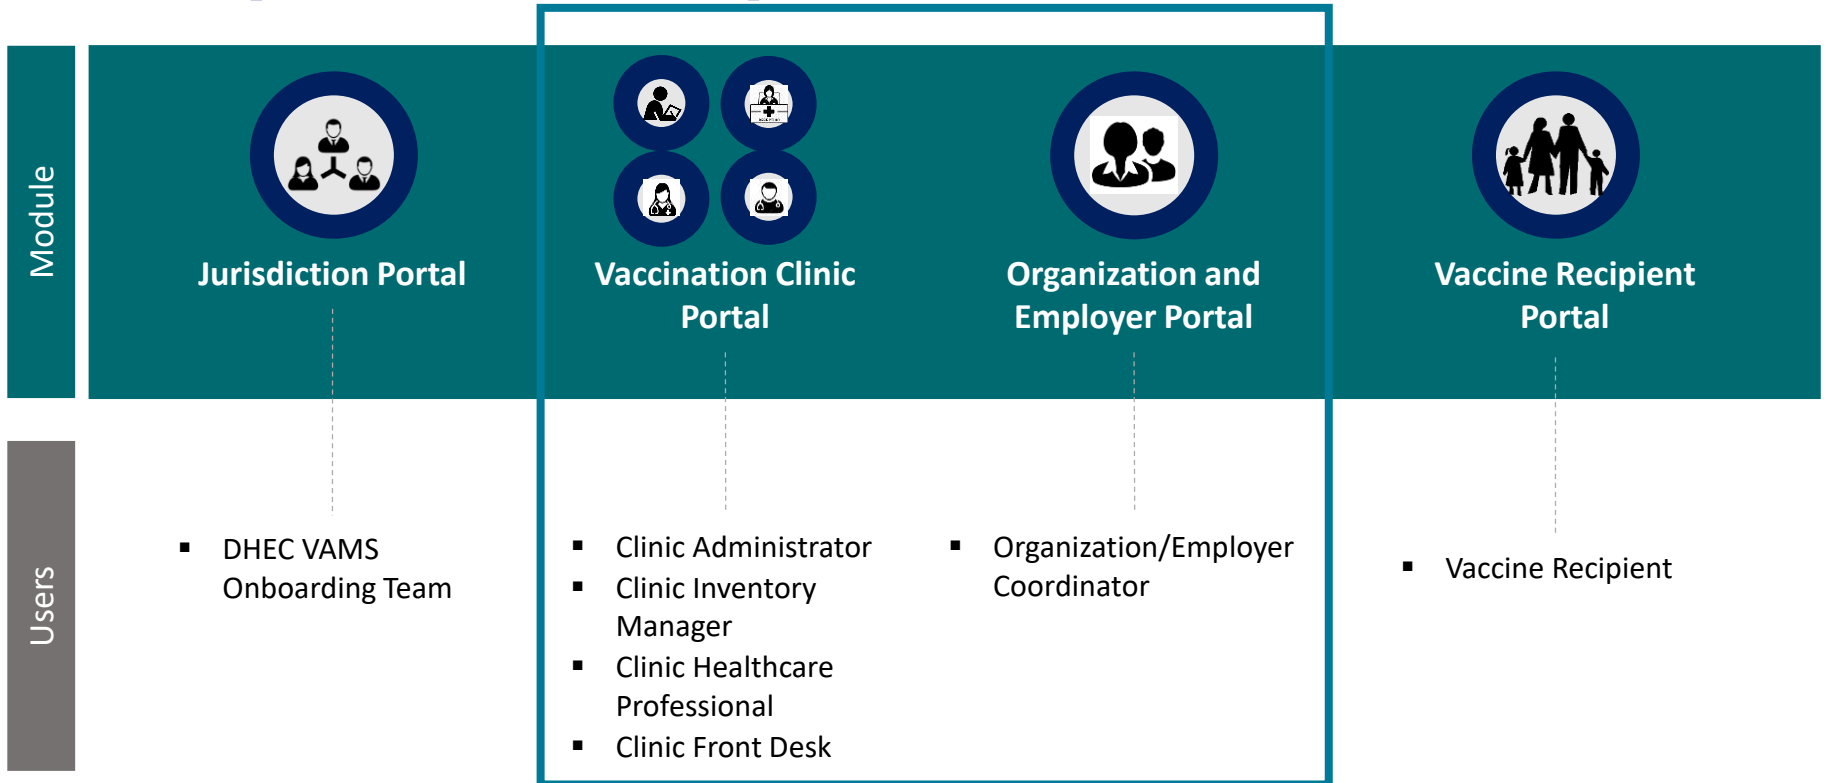 Module
Jurisdiction Portal
Vaccination Clinic
Portal
Organization and
Employer Portal
Vaccine Recipient
Portal
Users
▪ DHEC VAMS
Onboarding Team
▪ Clinic Administrator
▪ Clinic Inventory
Manager
▪ Clinic Healthcare
Professional
▪ Clinic Front Desk
▪ Organization/Employer
Coordinator
▪ Vaccine Recipient